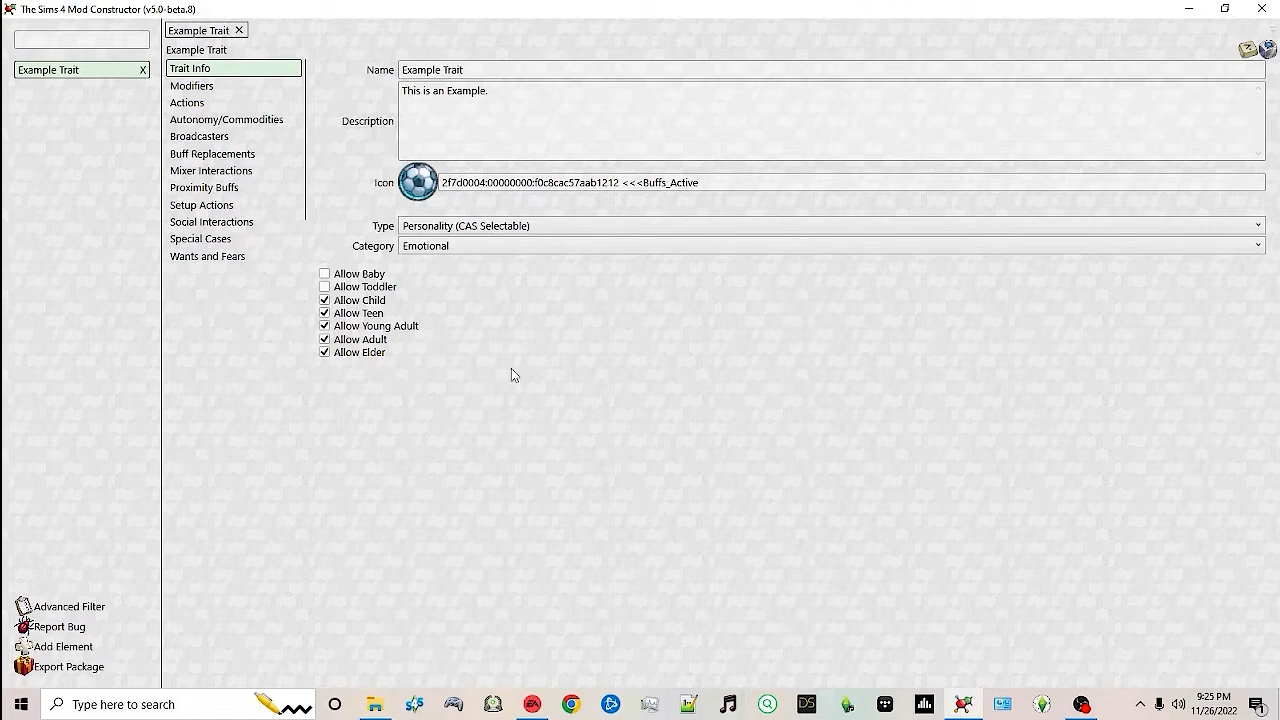 The Sims 4 Mod Constructor (v5.0-beta.8)
Example Trait X
Example Trait
Example Trait X
Trait Info
Modifiers
Actions
Autonomy/Commodities
Broadcasters
Buff Replacements
Mixer Interactions
Proximity Buffs
Setup Actions
Social Interactions
Special Cases
Wants and Fears
Name Example Trait
Description This is an Example.
Icon 2f7d0004:00000000:f0c8cac57aab1212 <<<Buffs_Active
Type Personality (CAS Selectable)
Category Emotional
Allow Baby
Allow Toddler
Allow Child
Allow Teen
Allow Young Adult
Allow Adult
Allow Elder
Advanced Filter
Report Bug
Add Element
Export Package
Type here to search
EA
DS
9:25 PM
11/26/2022